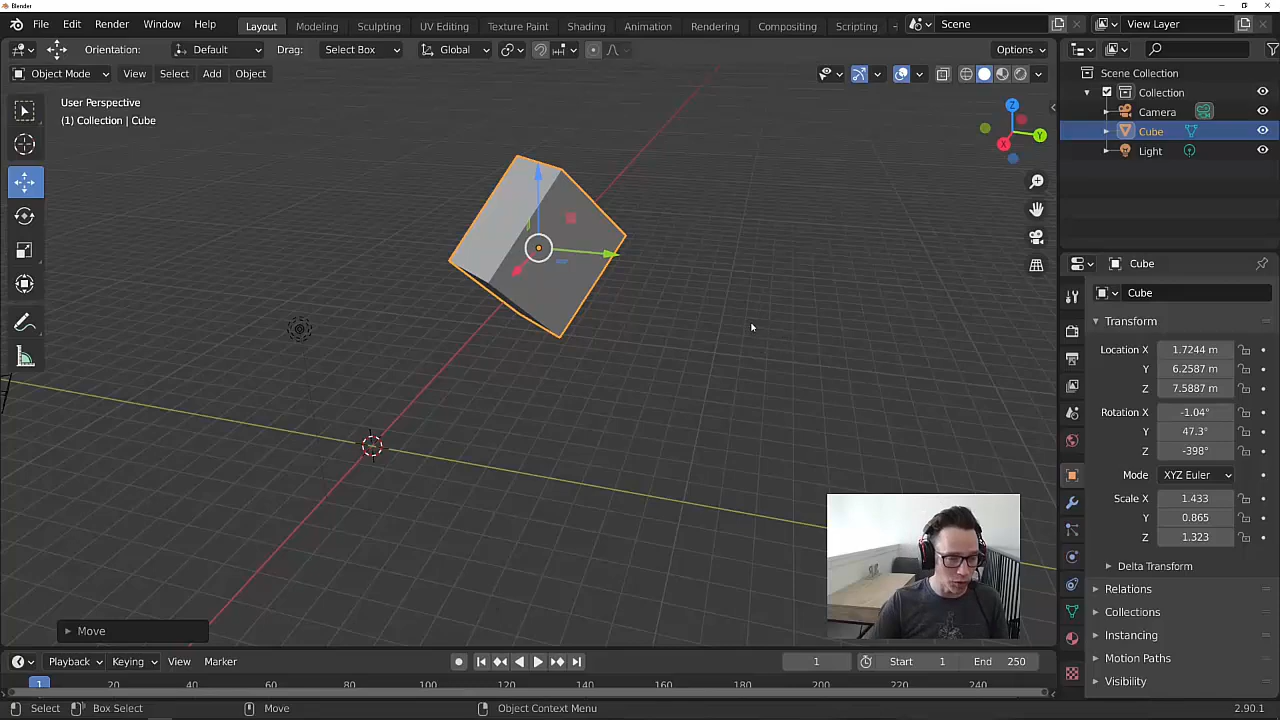 Blender
File Edit Render Window Help Layout Modeling Sculpting UV Editing Texture Paint Shading Animation Rendering Compositing Scripting Scene View Layer
Orientation: Default Drag: Select Box Global Options
Object Mode View Select Add Object
User Perspective
(1) Collection | Cube
Z
Y
X
Move
Scene Collection
Collection
Camera
Cube
Light
Cube
Cube
Transform
Location X 1.7244 m
Y 6.2587 m
Z 7.5887 m
Rotation X -1.04°
Y 47.3°
Z -398°
Mode XYZ Euler
Scale X 1.433
Y 0.865
Z 1.323
Delta Transform
Relations
Collections
Instancing
Motion Paths
Visibility
Playback Keying View Marker 1 Start 1 End 250
1 20 40 60 80 100 120 140 160 180 200 220 240
Select Box Select Move Object Context Menu 2.90.1